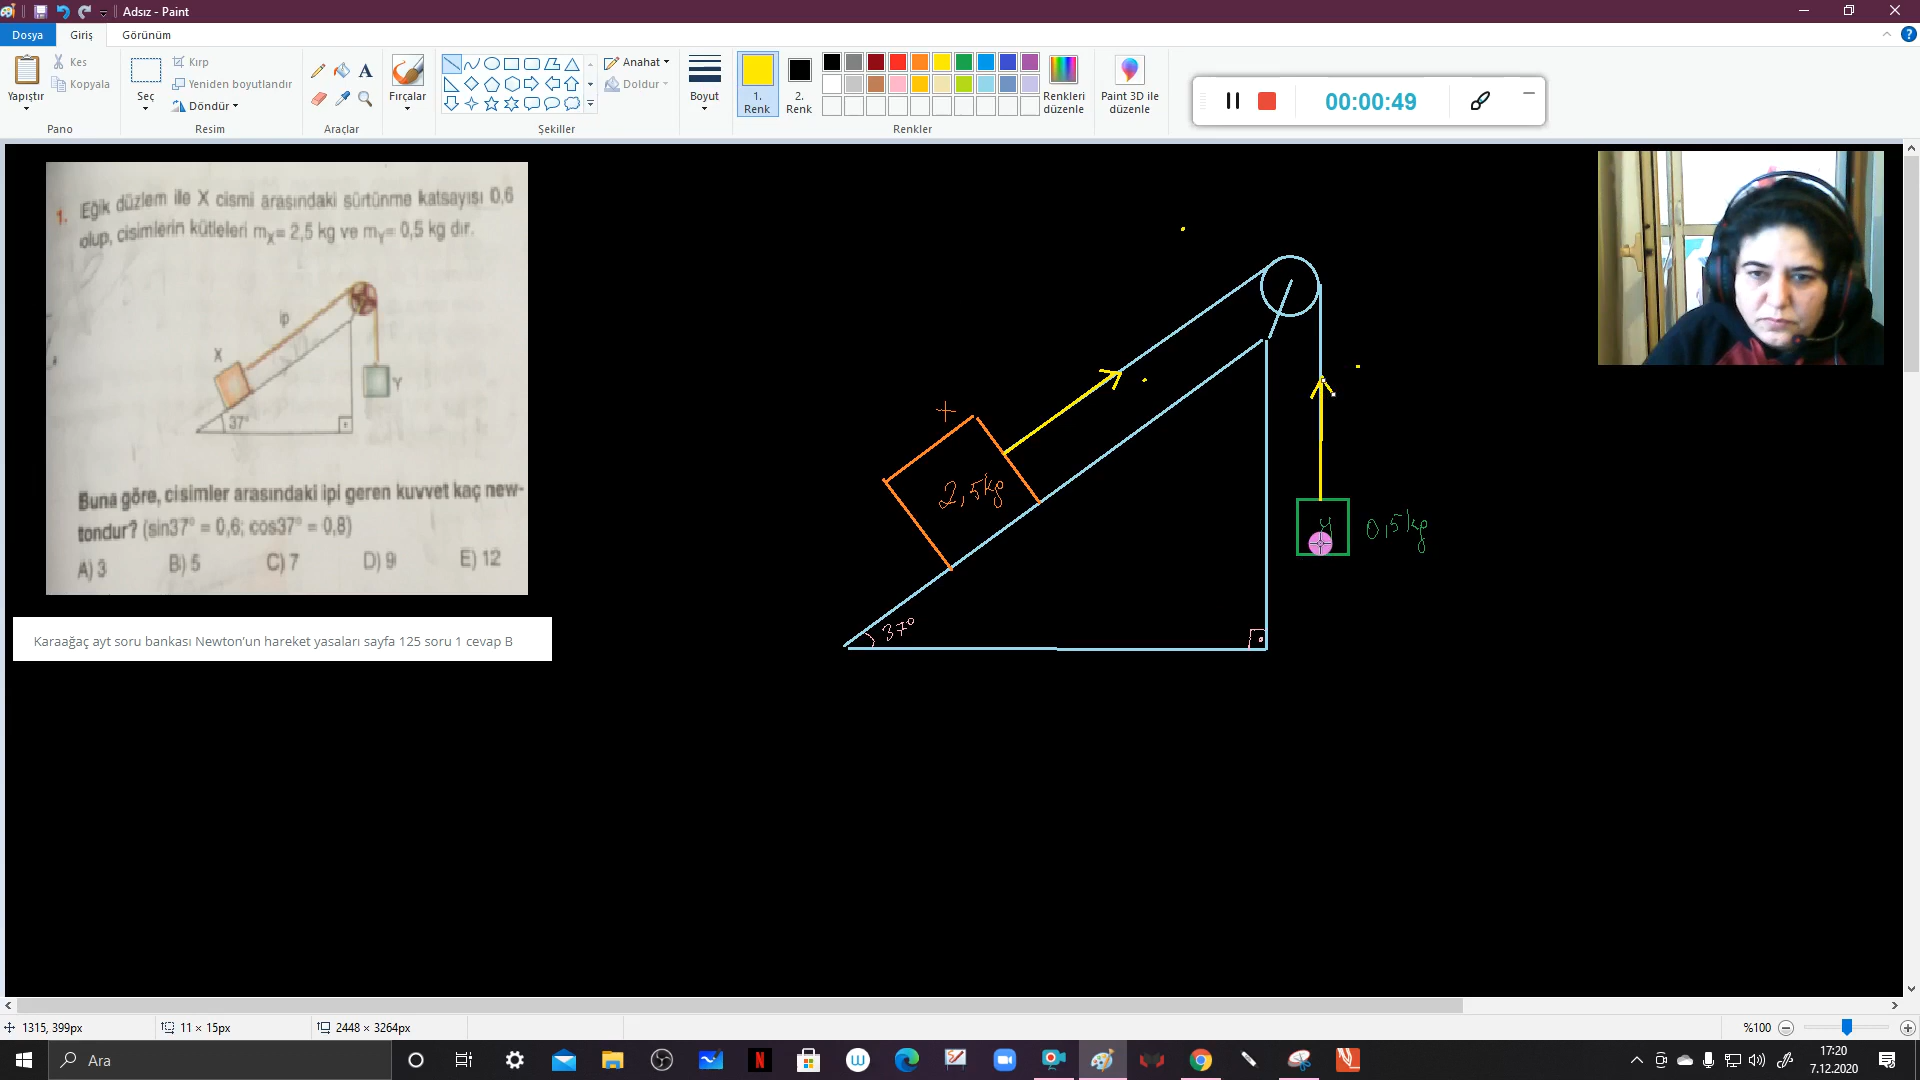 Adsız - Paint
Dosya
Giriş
Görünüm
Yapıştır
Kes
Kopyala
Pano
Seç
Kırp
Yeniden boyutlandır
Döndür
Resim
Araçlar
Fırçalar
Anahat
Doldur
Şekiller
Boyut
1.
Renk
2.
Renk
Renkler
Renkleri
düzenle
Paint 3D ile
düzenle
00:00:49
1. Eğik düzlem ile X cismi arasındaki sürtünme katsayısı 0,6
olup, cisimlerin kütleleri mX= 2,5 kg ve mY= 0,5 kg dır.
ip
X
Y
37°
Buna göre, cisimler arasındaki ipi geren kuvvet kaç new-
tondur? (sin37° = 0,6; cos37° = 0,8)
A) 3 B) 5 C) 7 D) 9 E) 12
Karaağaç ayt soru bankası Newton’un hareket yasaları sayfa 125 soru 1 cevap B
X
2,5kg
y
0,5kg
37°
1315, 399px
11 × 15px
2448 × 3264px
%100
Ara
17:20
7.12.2020